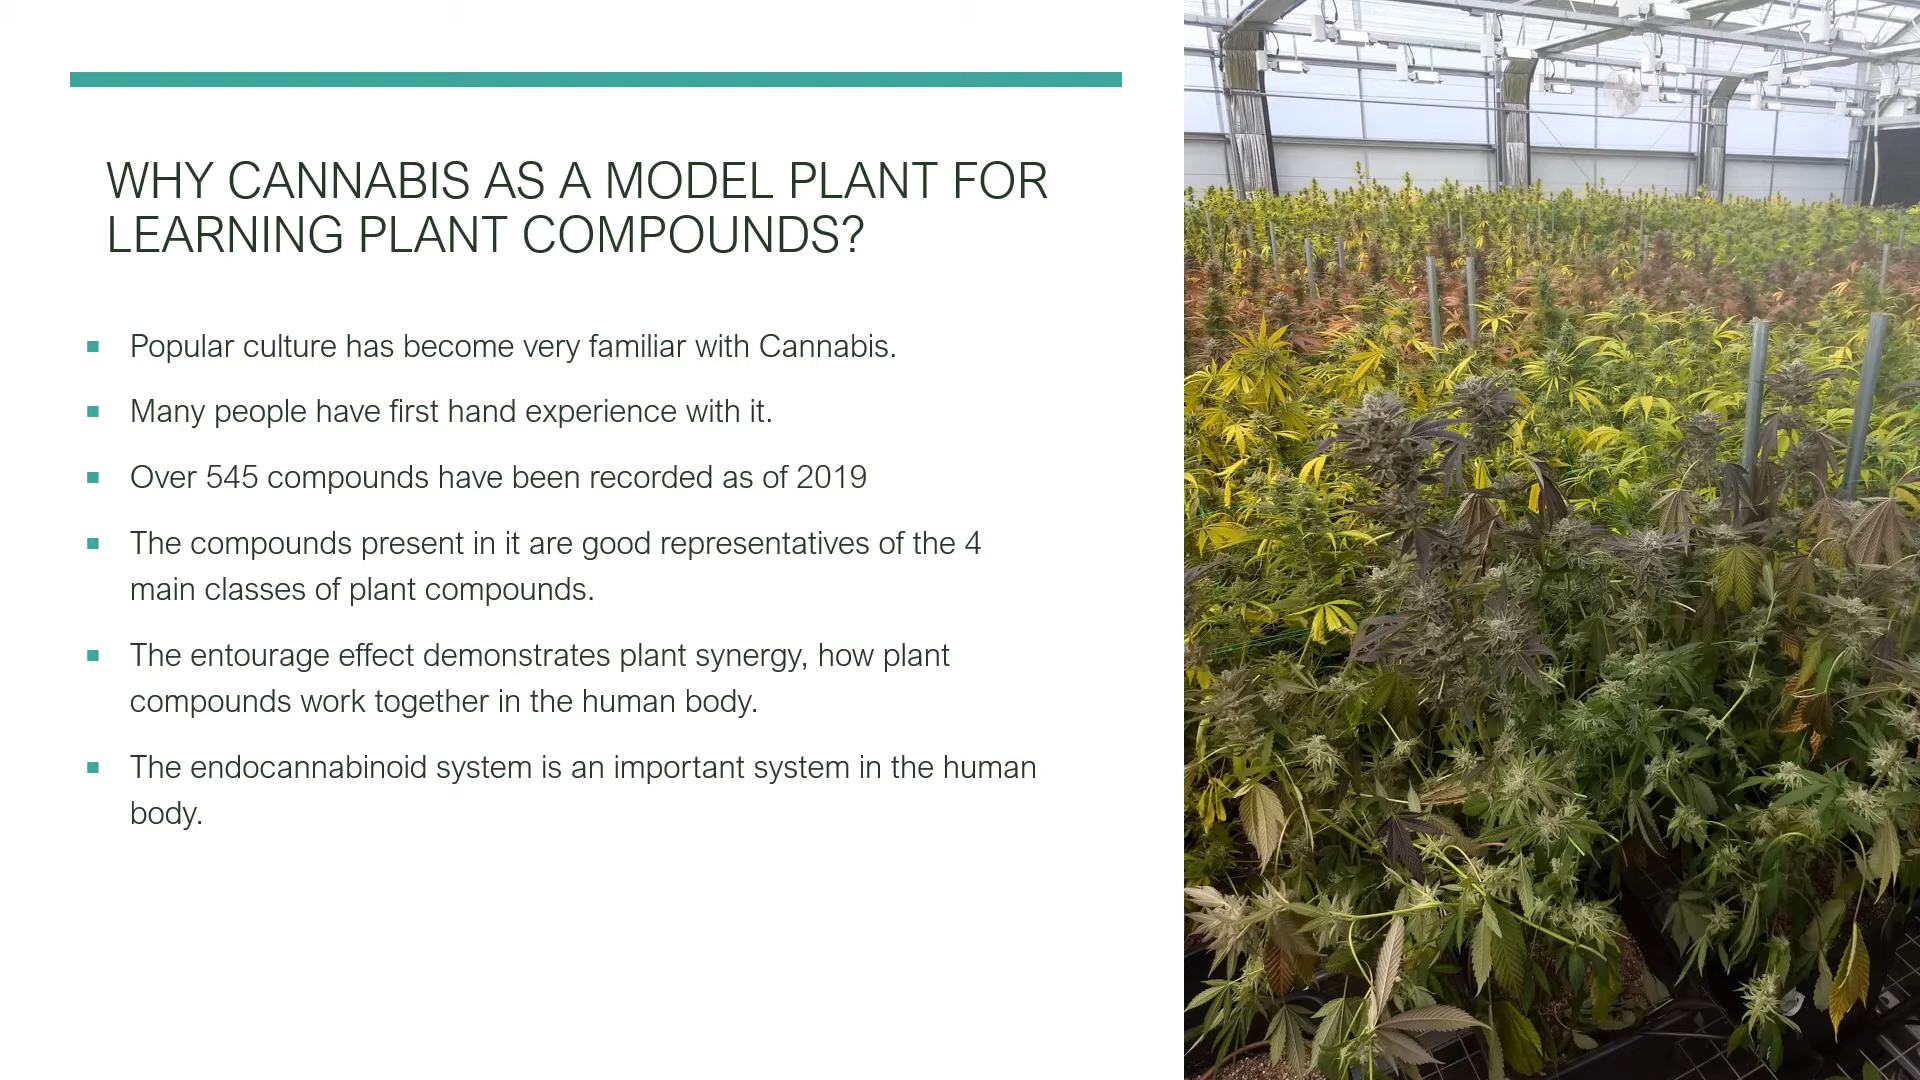 WHY CANNABIS AS A MODEL PLANT FOR
LEARNING PLANT COMPOUNDS?
Popular culture has become very familiar with Cannabis.
Many people have first hand experience with it.
Over 545 compounds have been recorded as of 2019
The compounds present in it are good representatives of the 4
main classes of plant compounds.
The entourage effect demonstrates plant synergy, how plant
compounds work together in the human body.
The endocannabinoid system is an important system in the human
body.